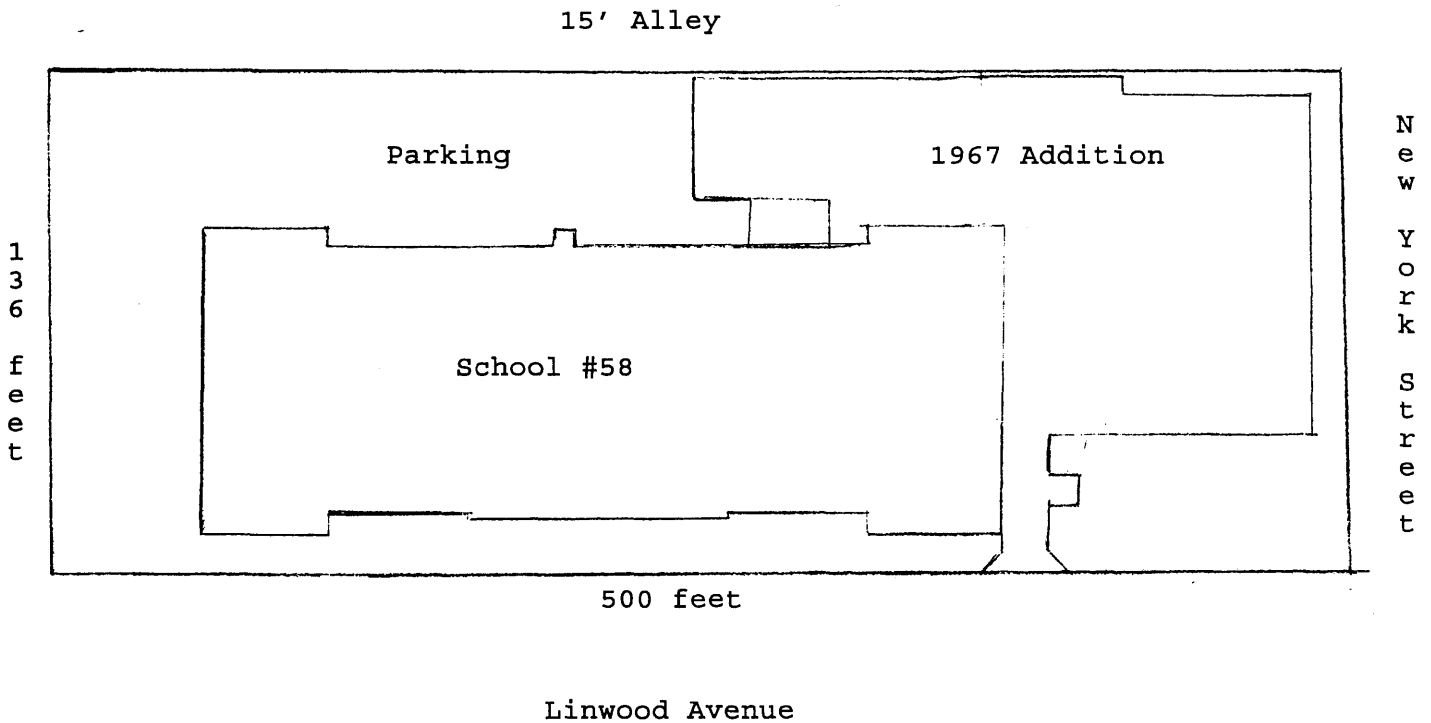 15' Alley
Parking
1967 Addition
New York Street
136 feet
School #58
500 feet
Linwood Avenue